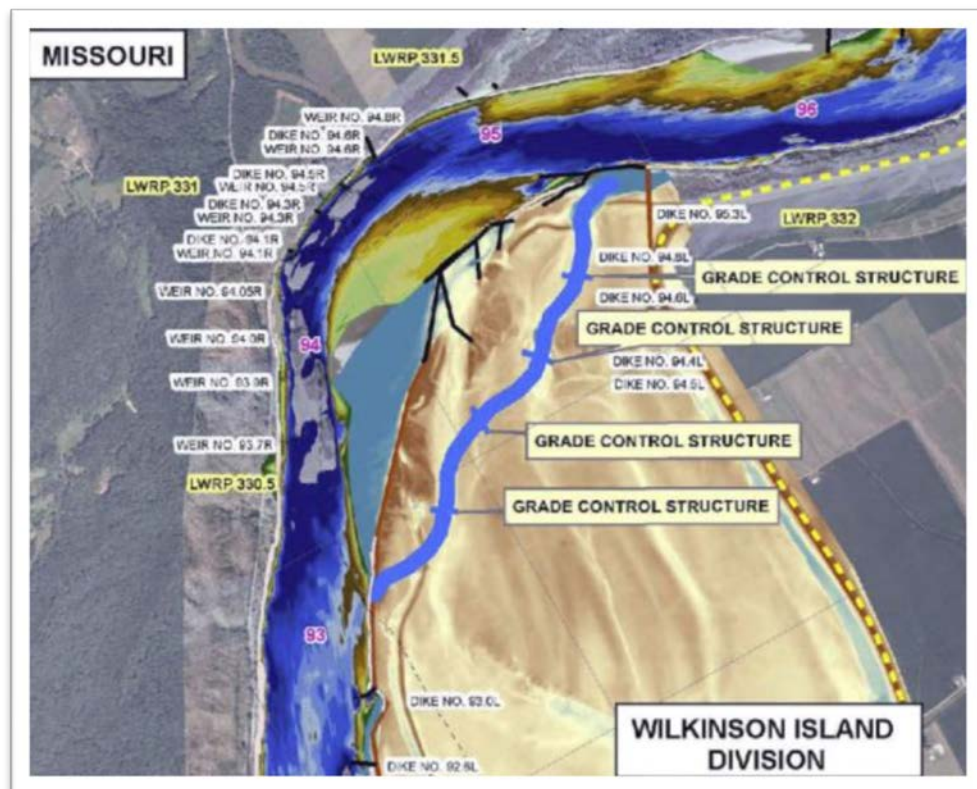 MISSOURI
LWRP 331.5
96
95
WEIR NO. 94.8R
DIKE NO. 94.6R
WEIR NO. 94.6R
DIKE NO. 94.5R
WEIR NO. 94.5R
LWRP 331
DIKE NO. 94.3R
WEIR NO. 94.3R
DIKE NO. 95.3L
LWRP 332
DIKE NO. 94.1R
WEIR NO. 94.1R
DIKE NO. 94.8L
GRADE CONTROL STRUCTURE
WEIR NO. 94.05R
DIKE NO. 94.6L
GRADE CONTROL STRUCTURE
WEIR NO. 94.0R
94
DIKE NO. 94.4L
WEIR NO. 93.9R
DIKE NO. 94.5L
GRADE CONTROL STRUCTURE
WEIR NO. 93.7R
LWRP 330.5
GRADE CONTROL STRUCTURE
93
DIKE NO. 93.0L
WILKINSON ISLAND
DIVISION
DIKE NO. 92.6L